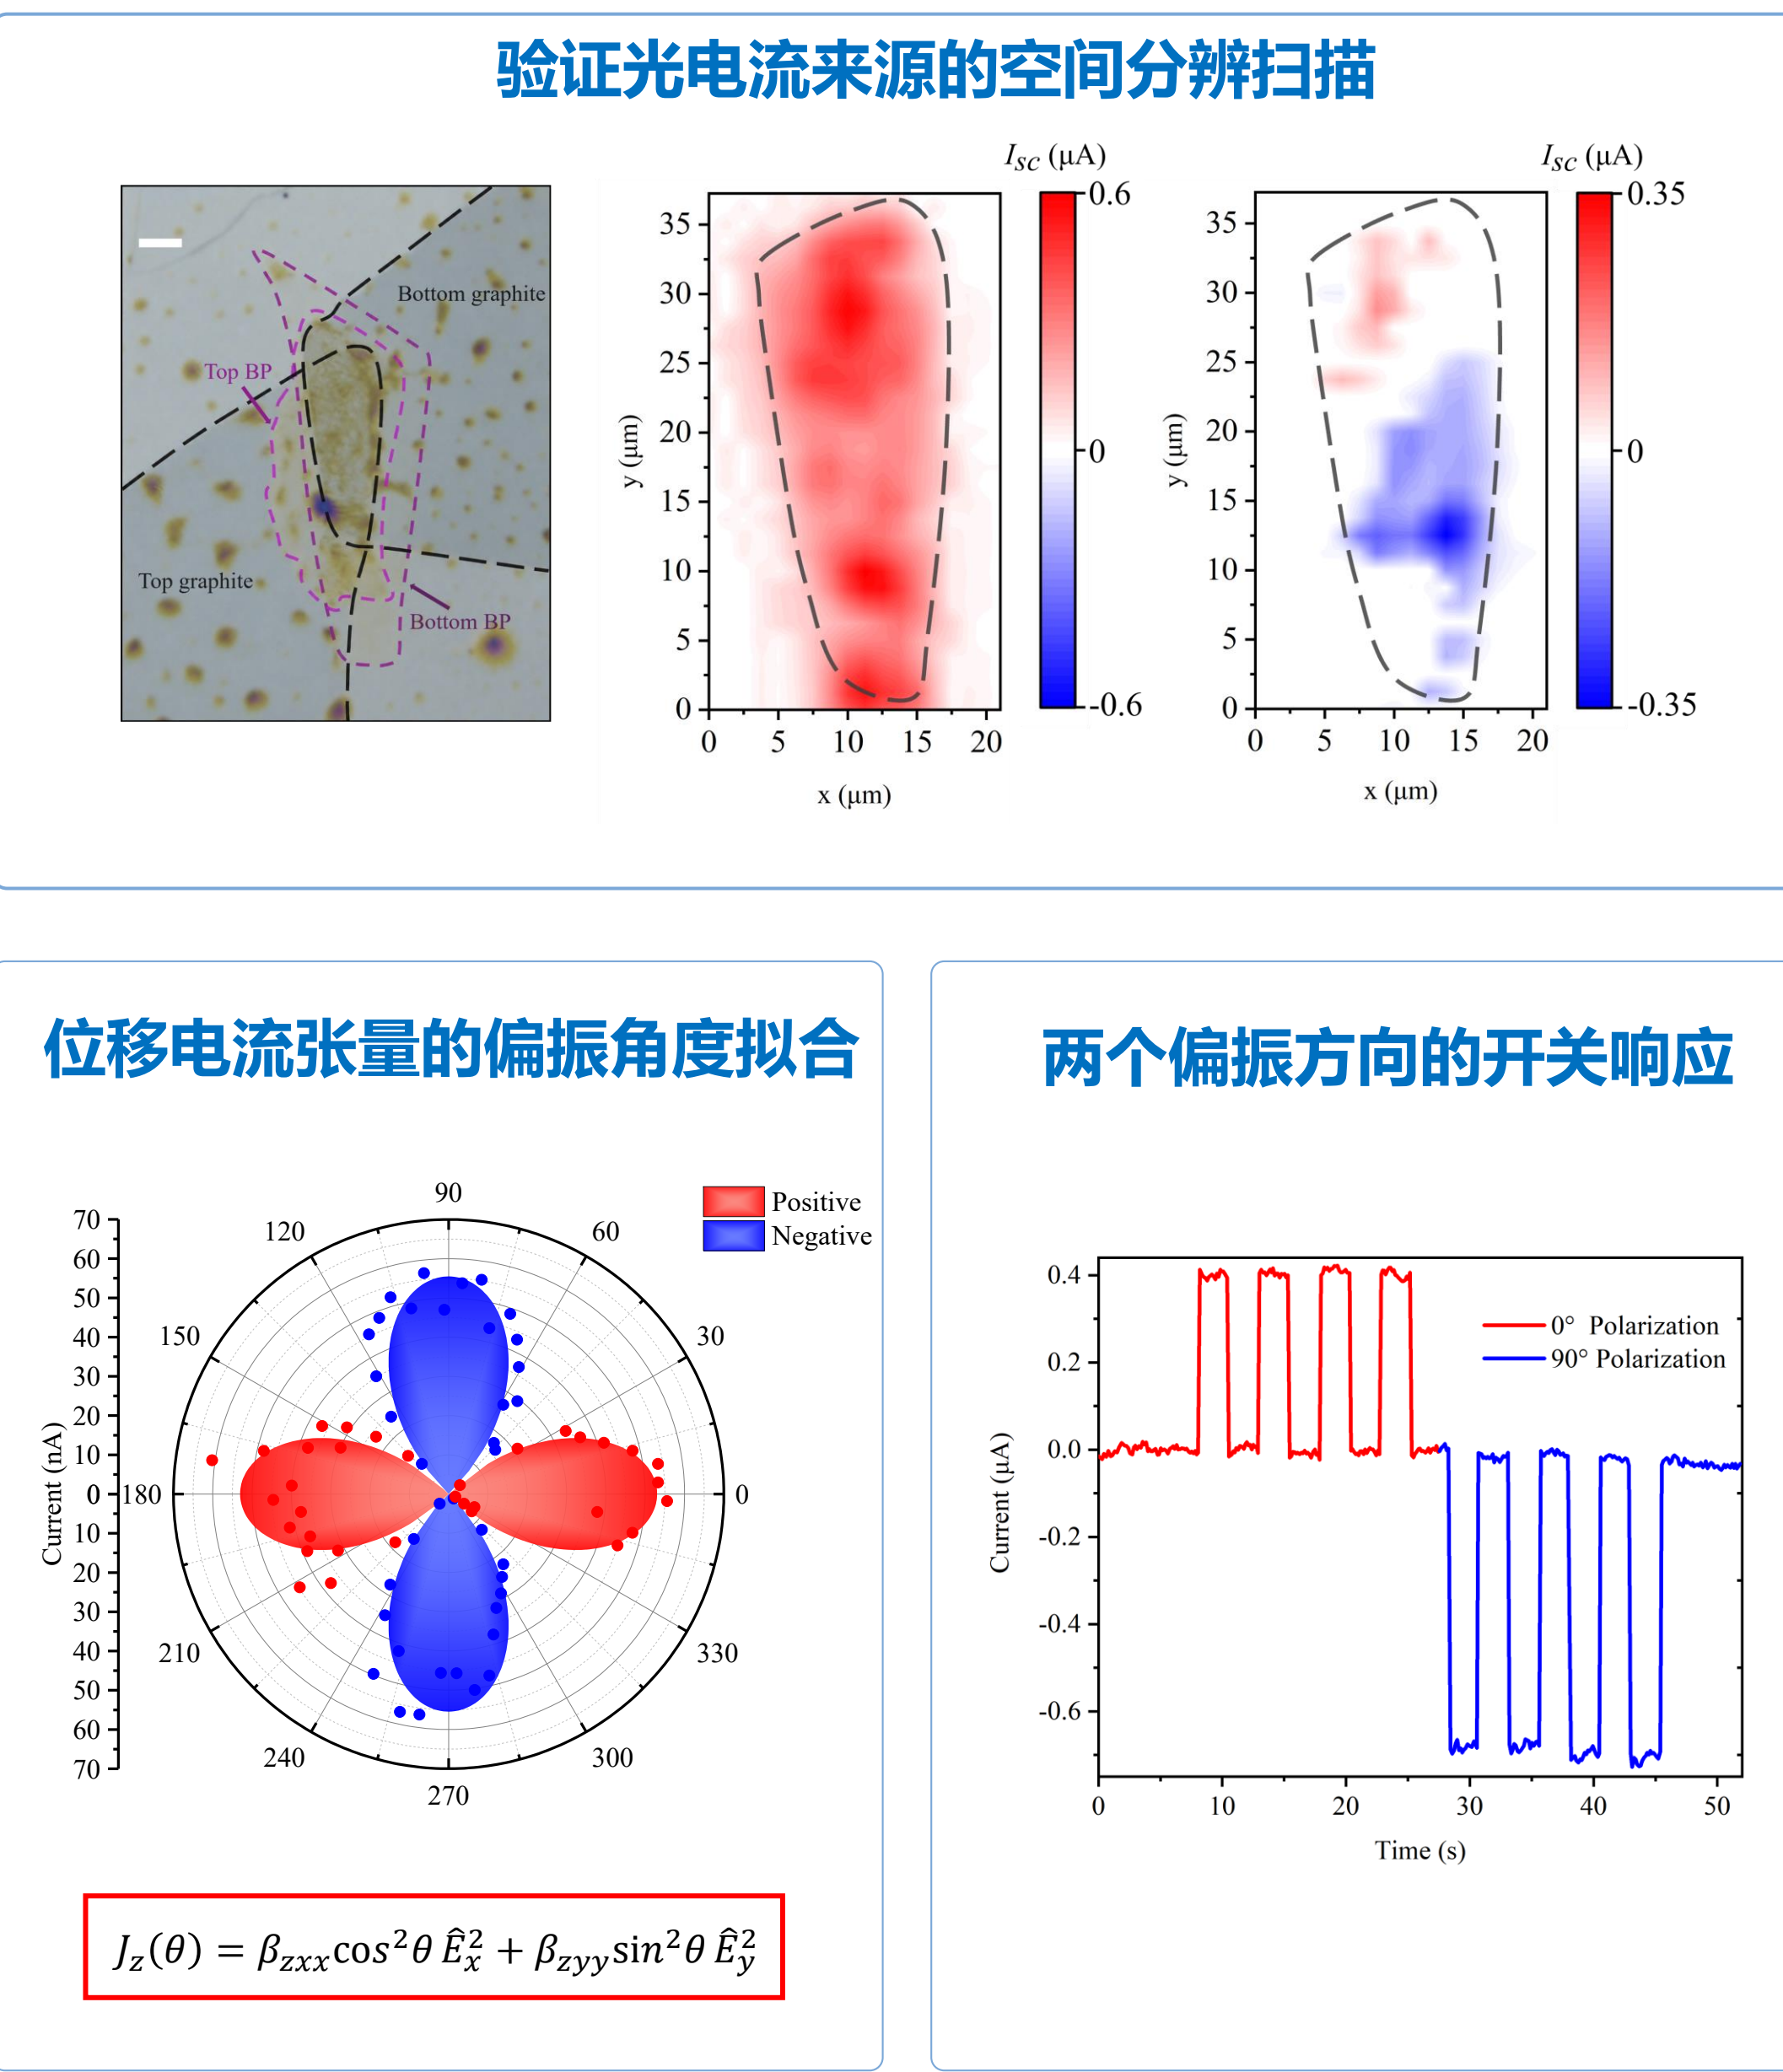 验证光电流来源的空间分辨扫描
Bottom graphite
Top BP
Top graphite
Bottom BP
I_SC (μA)
0.6
0
-0.6
35
30
25
20
15
10
5
0
y (μm)
0 5 10 15 20
x (μm)
I_SC (μA)
0.35
0
-0.35
35
30
25
20
15
10
5
0
y (μm)
0 5 10 15 20
x (μm)
位移电流张量的偏振角度拟合
Positive
Negative
70
60
50
40
30
20
10
0
10
20
30
40
50
60
70
Current (nA)
90
60
30
0
330
300
270
240
210
180
150
120
J_z(θ) = β_zxx cos²θ Ê_x² + β_zyy sin²θ Ê_y²
两个偏振方向的开关响应
0° Polarization
90° Polarization
0.4
0.2
0.0
-0.2
-0.4
-0.6
Current (μA)
0 10 20 30 40 50
Time (s)